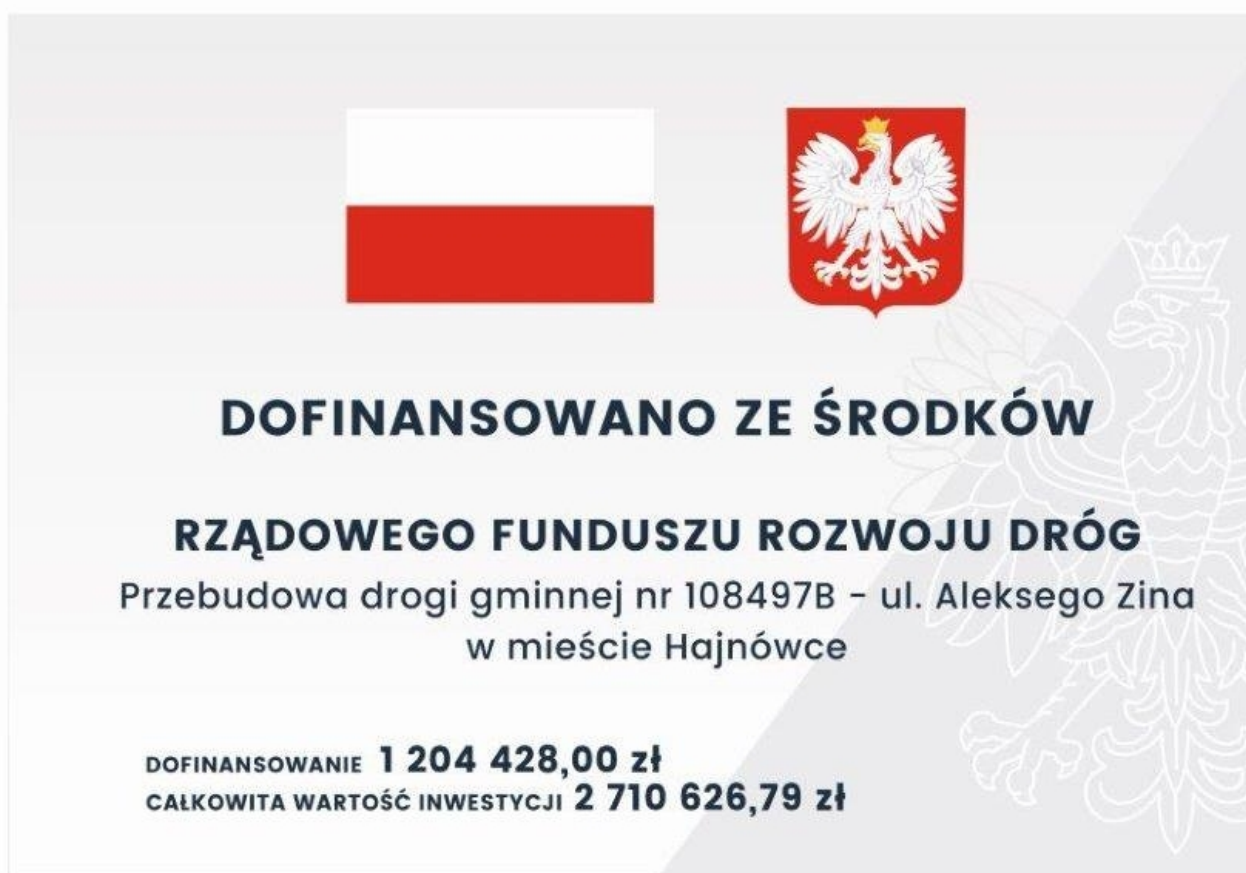 DOFINANSOWANO ZE ŚRODKÓW
RZĄDOWEGO FUNDUSZU ROZWOJU DRÓG
Przebudowa drogi gminnej nr 108497B - ul. Aleksego Zina
w mieście Hajnówce
DOFINANSOWANIE 1 204 428,00 zł
CAŁKOWITA WARTOŚĆ INWESTYCJI 2 710 626,79 zł